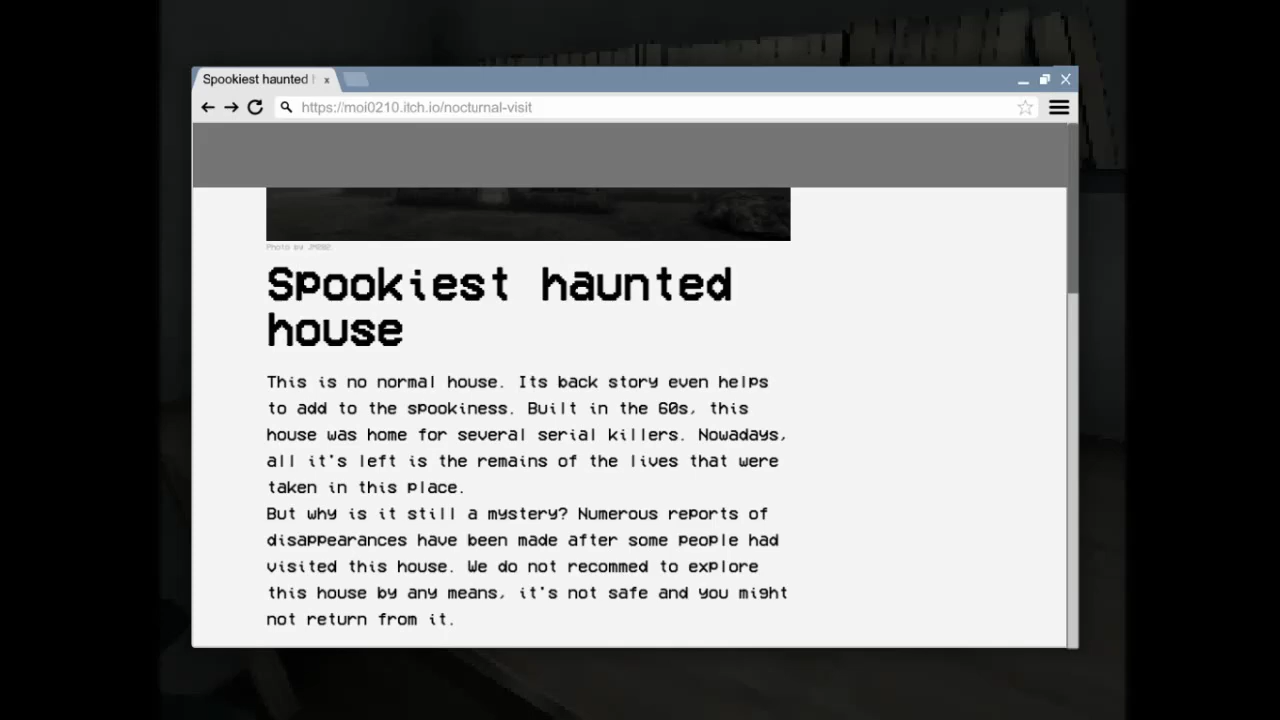 Spookiest haunted
x
https://moi0210.itch.io/nocturnal-visit
Photo by JM092.
Spookiest haunted
house
This is no normal house. Its back story even helps
to add to the spookiness. Built in the 60s, this
house was home for several serial killers. Nowadays,
all it's left is the remains of the lives that were
taken in this place.
But why is it still a mystery? Numerous reports of
disappearances have been made after some people had
visited this house. We do not recommed to explore
this house by any means, it's not safe and you might
not return from it.